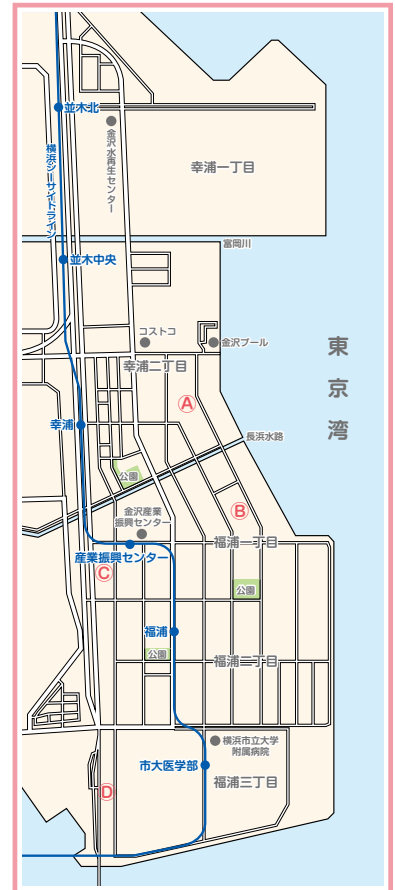 並木北
金沢水再生センター
横浜シーサイドライン
幸浦一丁目
富岡川
並木中央
コストコ
金沢プール
幸浦二丁目
東京湾
A
幸浦
長浜水路
公園
B
金沢産業
振興センター
産業振興センター
福浦一丁目
C
公園
福浦
公園
福浦二丁目
横浜市立大学
附属病院
市大医学部
福浦三丁目
D